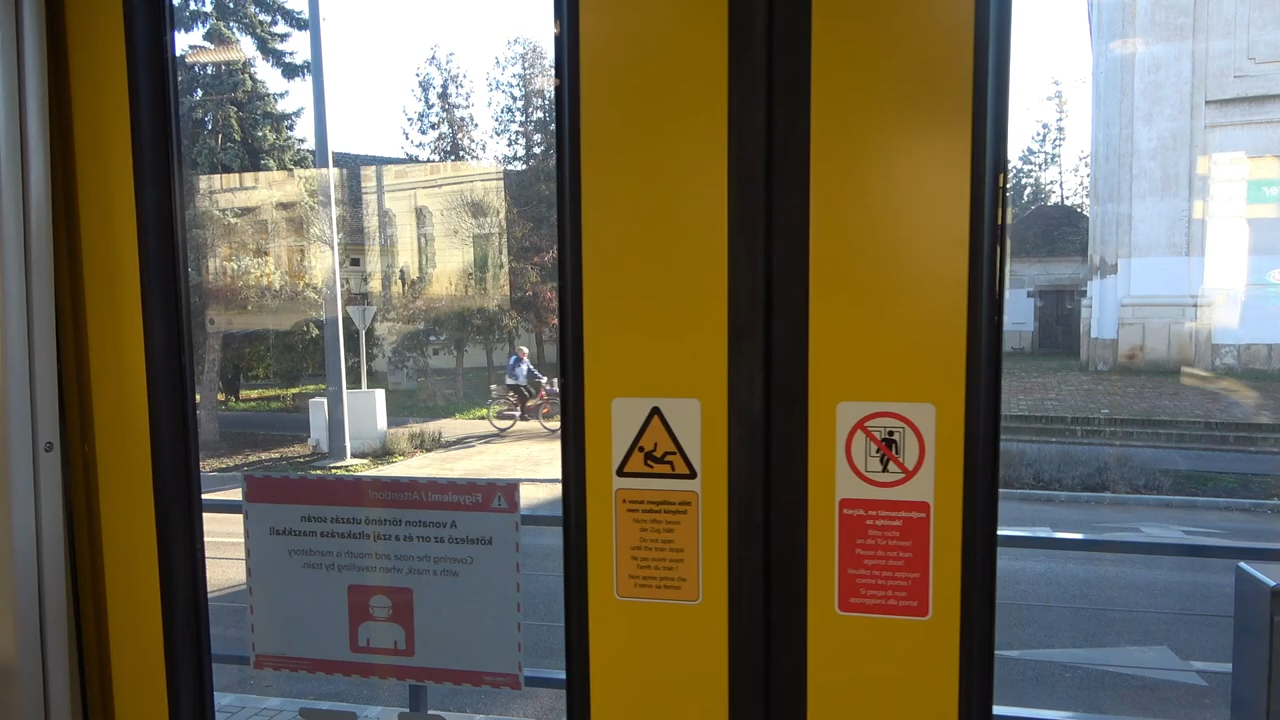 Figyelem! / Attention!
A vonaton történő utazás során
kötelező az orr és a száj eltakarása maszkkal!
Covering the nose and mouth is mandatory
with a mask, when travelling by train.
A vonat megállása előtt
nem szabad kinyitni!
Nicht öffnen bevor
der Zug hält!
Do not open
until the train stops!
Ne pas ouvrir avant
l'arrêt du train !
Non aprire prima che
il treno sia fermo!
Kérjük, ne támaszkodjon
az ajtónak!
Bitte nicht
an die Tür lehnen!
Please do not lean
against door!
Veuillez ne pas appuyer
contre les portes !
Si prega di non
appoggiarsi alla porta!